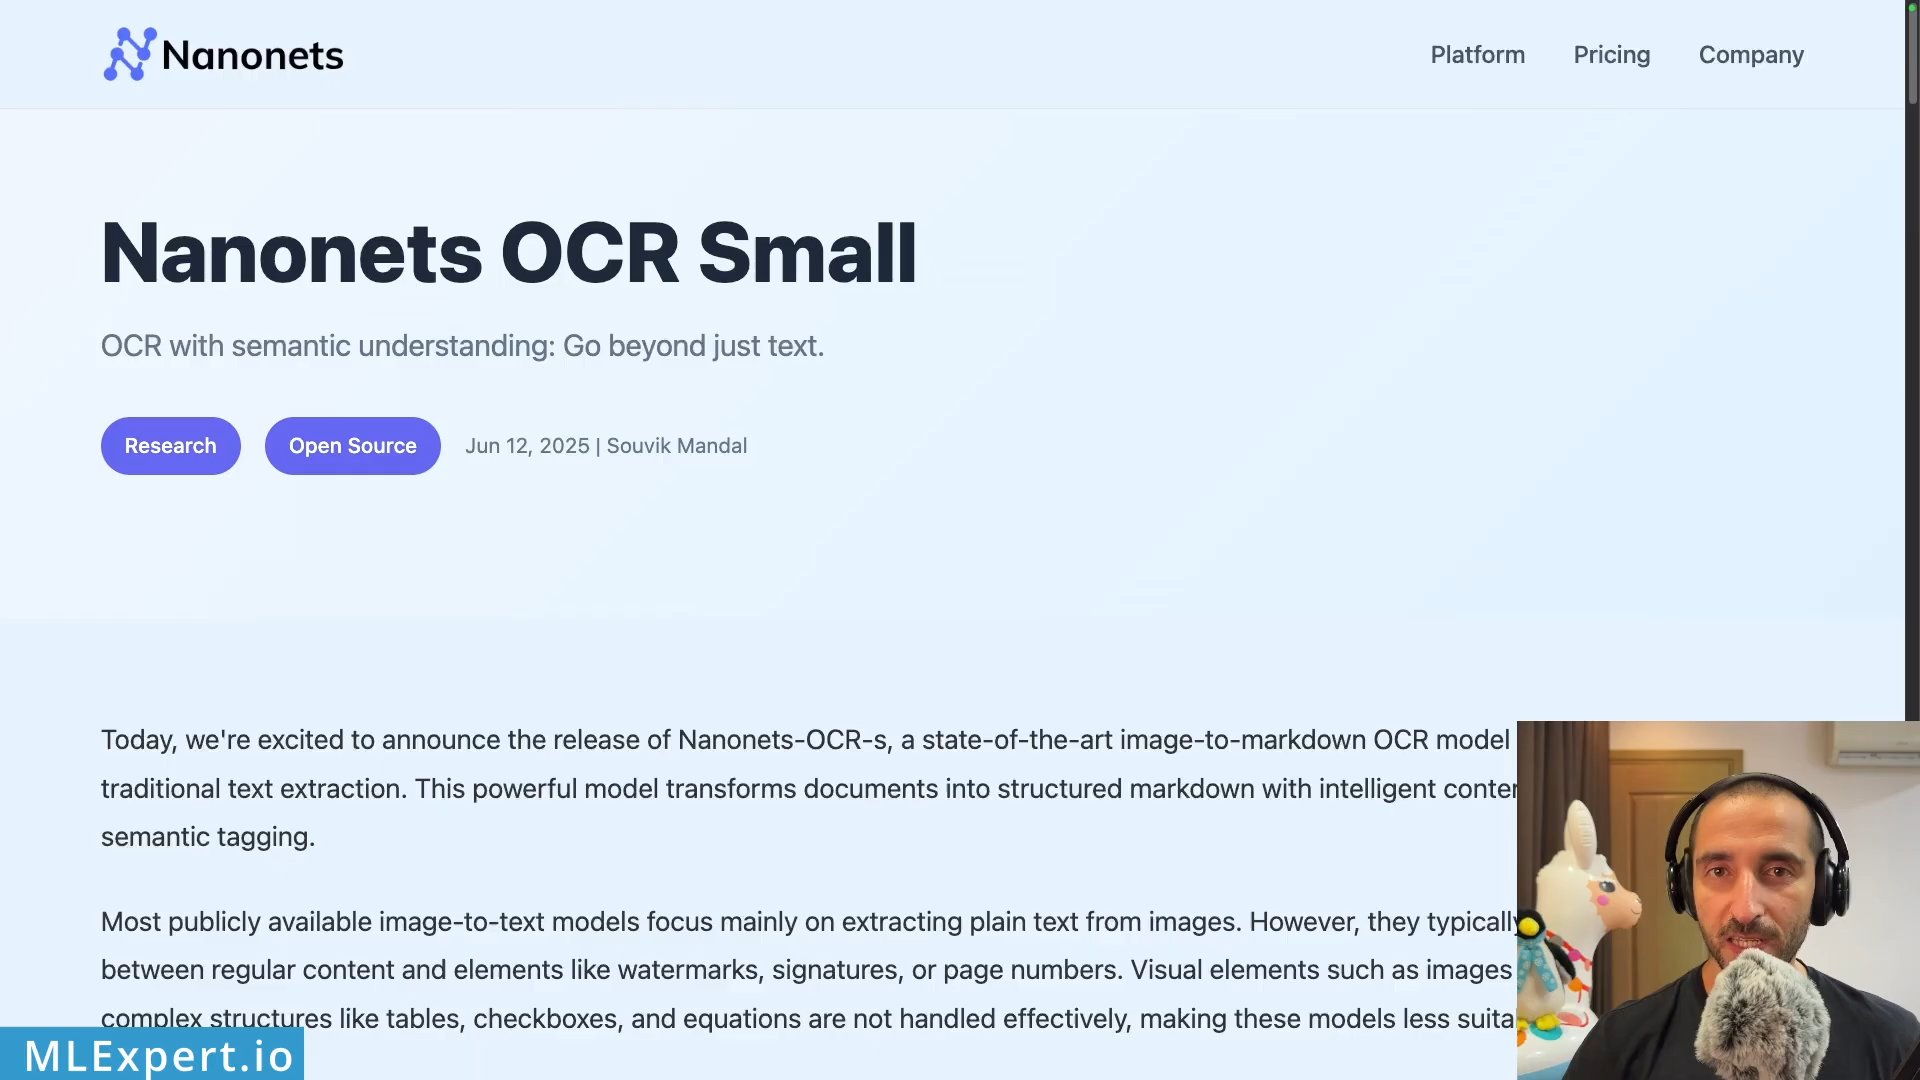 Nanonets
Platform
Pricing
Company
Nanonets OCR Small
OCR with semantic understanding: Go beyond just text.
Research
Open Source
Jun 12, 2025 | Souvik Mandal
Today, we're excited to announce the release of Nanonets-OCR-s, a state-of-the-art image-to-markdown OCR model
traditional text extraction. This powerful model transforms documents into structured markdown with intelligent
semantic tagging.
Most publicly available image-to-text models focus mainly on extracting plain text from images. However, they typically
between regular content and elements like watermarks, signatures, or page numbers. Visual elements such as images
complex structures like tables, checkboxes, and equations are not handled effectively, making these models less
MLExpert.io